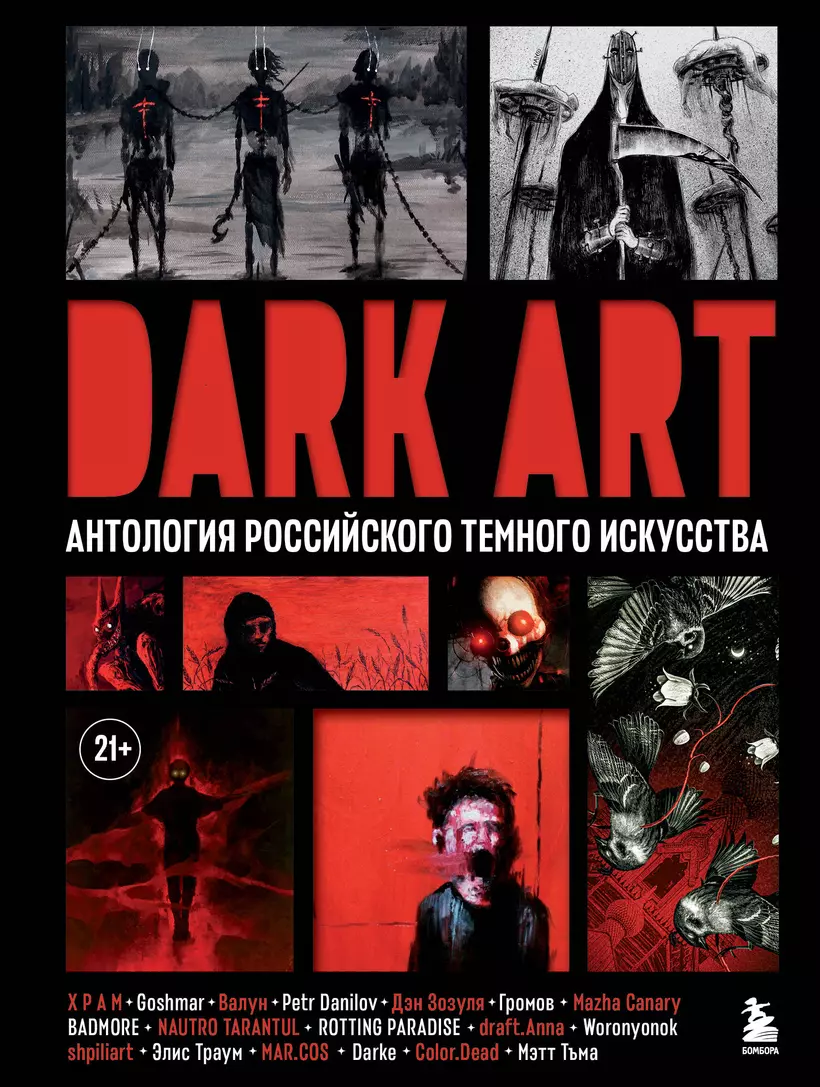 DARK ART
АНТОЛОГИЯ РОССИЙСКОГО ТЕМНОГО ИСКУССТВА
21+
Х Р А М + Goshmar + Валун + Petr Danilov + Дэн Зозуля + Громов + Mazha Canary
BADMORE + NAUTRO TARANTUL + ROTTING PARADISE + draft.Anna + Woronyonok
shpiliart + Элис Траум + MAR.COS + Darke + Color.Dead + Мэтт Тьма
БОМБОРА